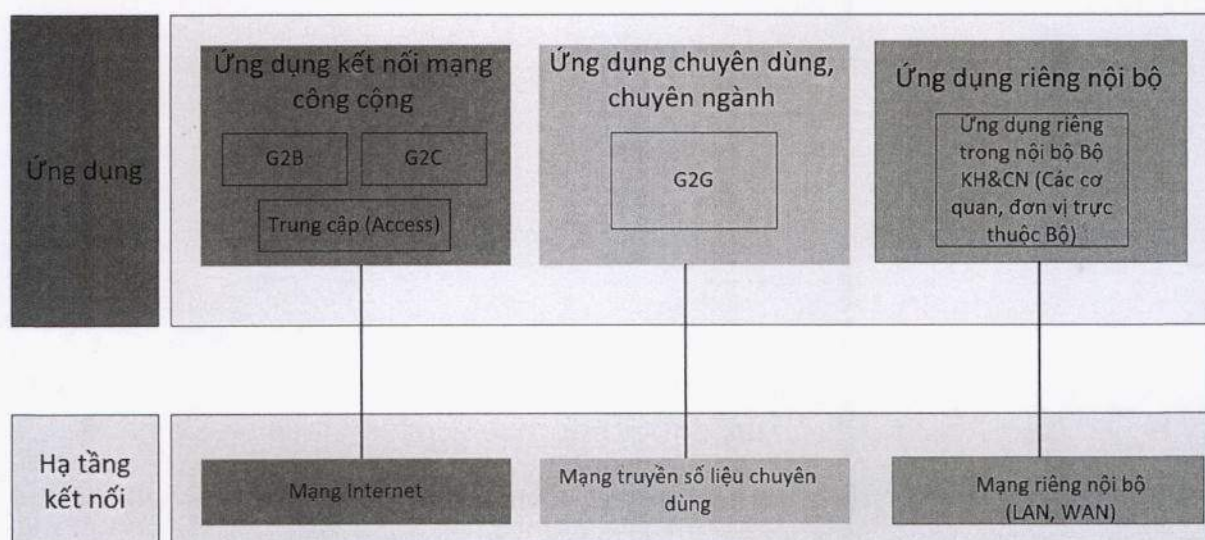 Ứng dụng
Ứng dụng kết nối mạng
công cộng
G2B
G2C
Trung cập (Access)
Ứng dụng chuyên dùng,
chuyên ngành
G2G
Ứng dụng riêng nội bộ
Ứng dụng riêng
trong nội bộ Bộ
KH&CN (Các cơ
quan, đơn vị trực
thuộc Bộ)
Hạ tầng
kết nối
Mạng Internet
Mạng truyền số liệu chuyên
dùng
Mạng riêng nội bộ
(LAN, WAN)